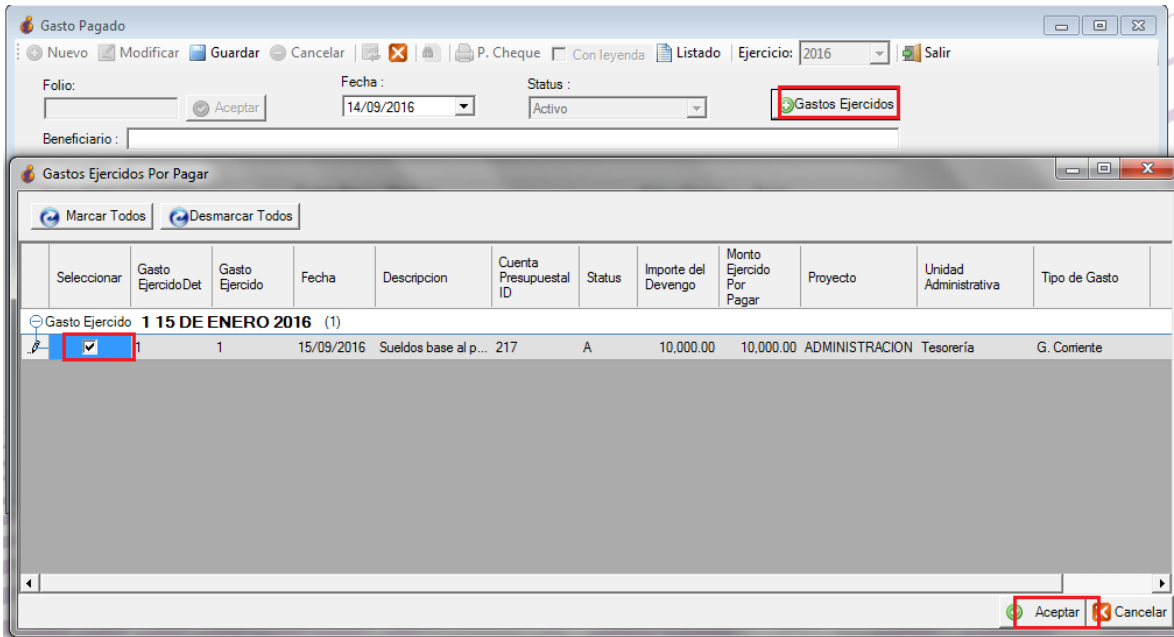 Gasto Pagado
Nuevo Modificar Guardar Cancelar P. Cheque Con leyenda Listado Ejercicio: 2016 Salir
Folio: Fecha : Status :
Aceptar 14/09/2016 Activo Gastos Ejercidos
Beneficiario :
Gastos Ejercidos Por Pagar
Marcar Todos Desmarcar Todos
Seleccionar Gasto EjercidoDet Gasto Ejercido Fecha Descripcion Cuenta Presupuestal ID Status Importe del Devengo Monto Ejercido Por Pagar Proyecto Unidad Administrativa Tipo de Gasto
Gasto Ejercido 1 15 DE ENERO 2016 (1)
1 1 15/09/2016 Sueldos base al p... 217 A 10,000.00 10,000.00 ADMINISTRACION Tesorería G. Corriente
Aceptar Cancelar